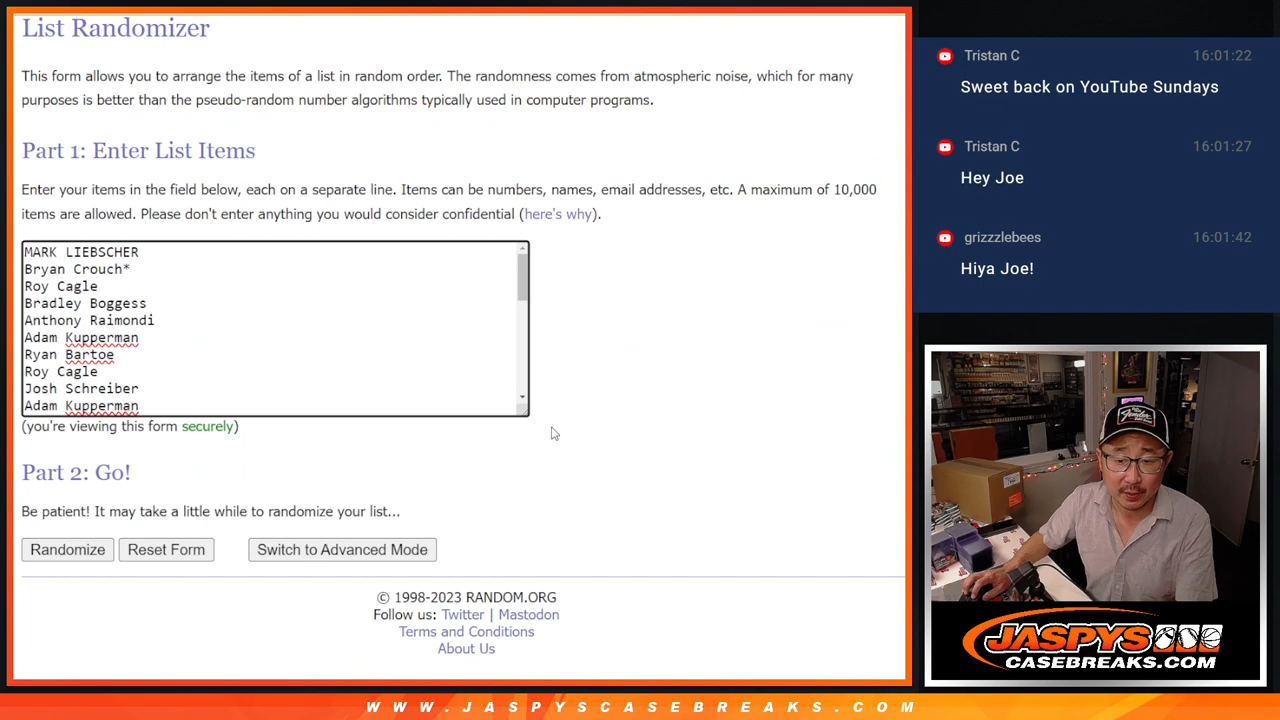 List Randomizer
This form allows you to arrange the items of a list in random order. The randomness comes from atmospheric noise, which for many
purposes is better than the pseudo-random number algorithms typically used in computer programs.
Part 1: Enter List Items
Enter your items in the field below, each on a separate line. Items can be numbers, names, email addresses, etc. A maximum of 10,000
items are allowed. Please don't enter anything you would consider confidential (here's why).
MARK LIEBSCHER
Bryan Crouch*
Roy Cagle
Bradley Boggess
Anthony Raimondi
Adam Kupperman
Ryan Bartoe
Roy Cagle
Josh Schreiber
Adam Kupperman
(you're viewing this form securely)
Part 2: Go!
Be patient! It may take a little while to randomize your list...
Randomize Reset Form Switch to Advanced Mode
© 1998-2023 RANDOM.ORG
Follow us: Twitter | Mastodon
Terms and Conditions
About Us
Tristan C 16:01:22
Sweet back on YouTube Sundays
Tristan C 16:01:27
Hey Joe
grizzzlebees 16:01:42
Hiya Joe!
Fender
JASPYS
CASEBREAKS.COM
WWW.JASPYSCASEBREAKS.COM